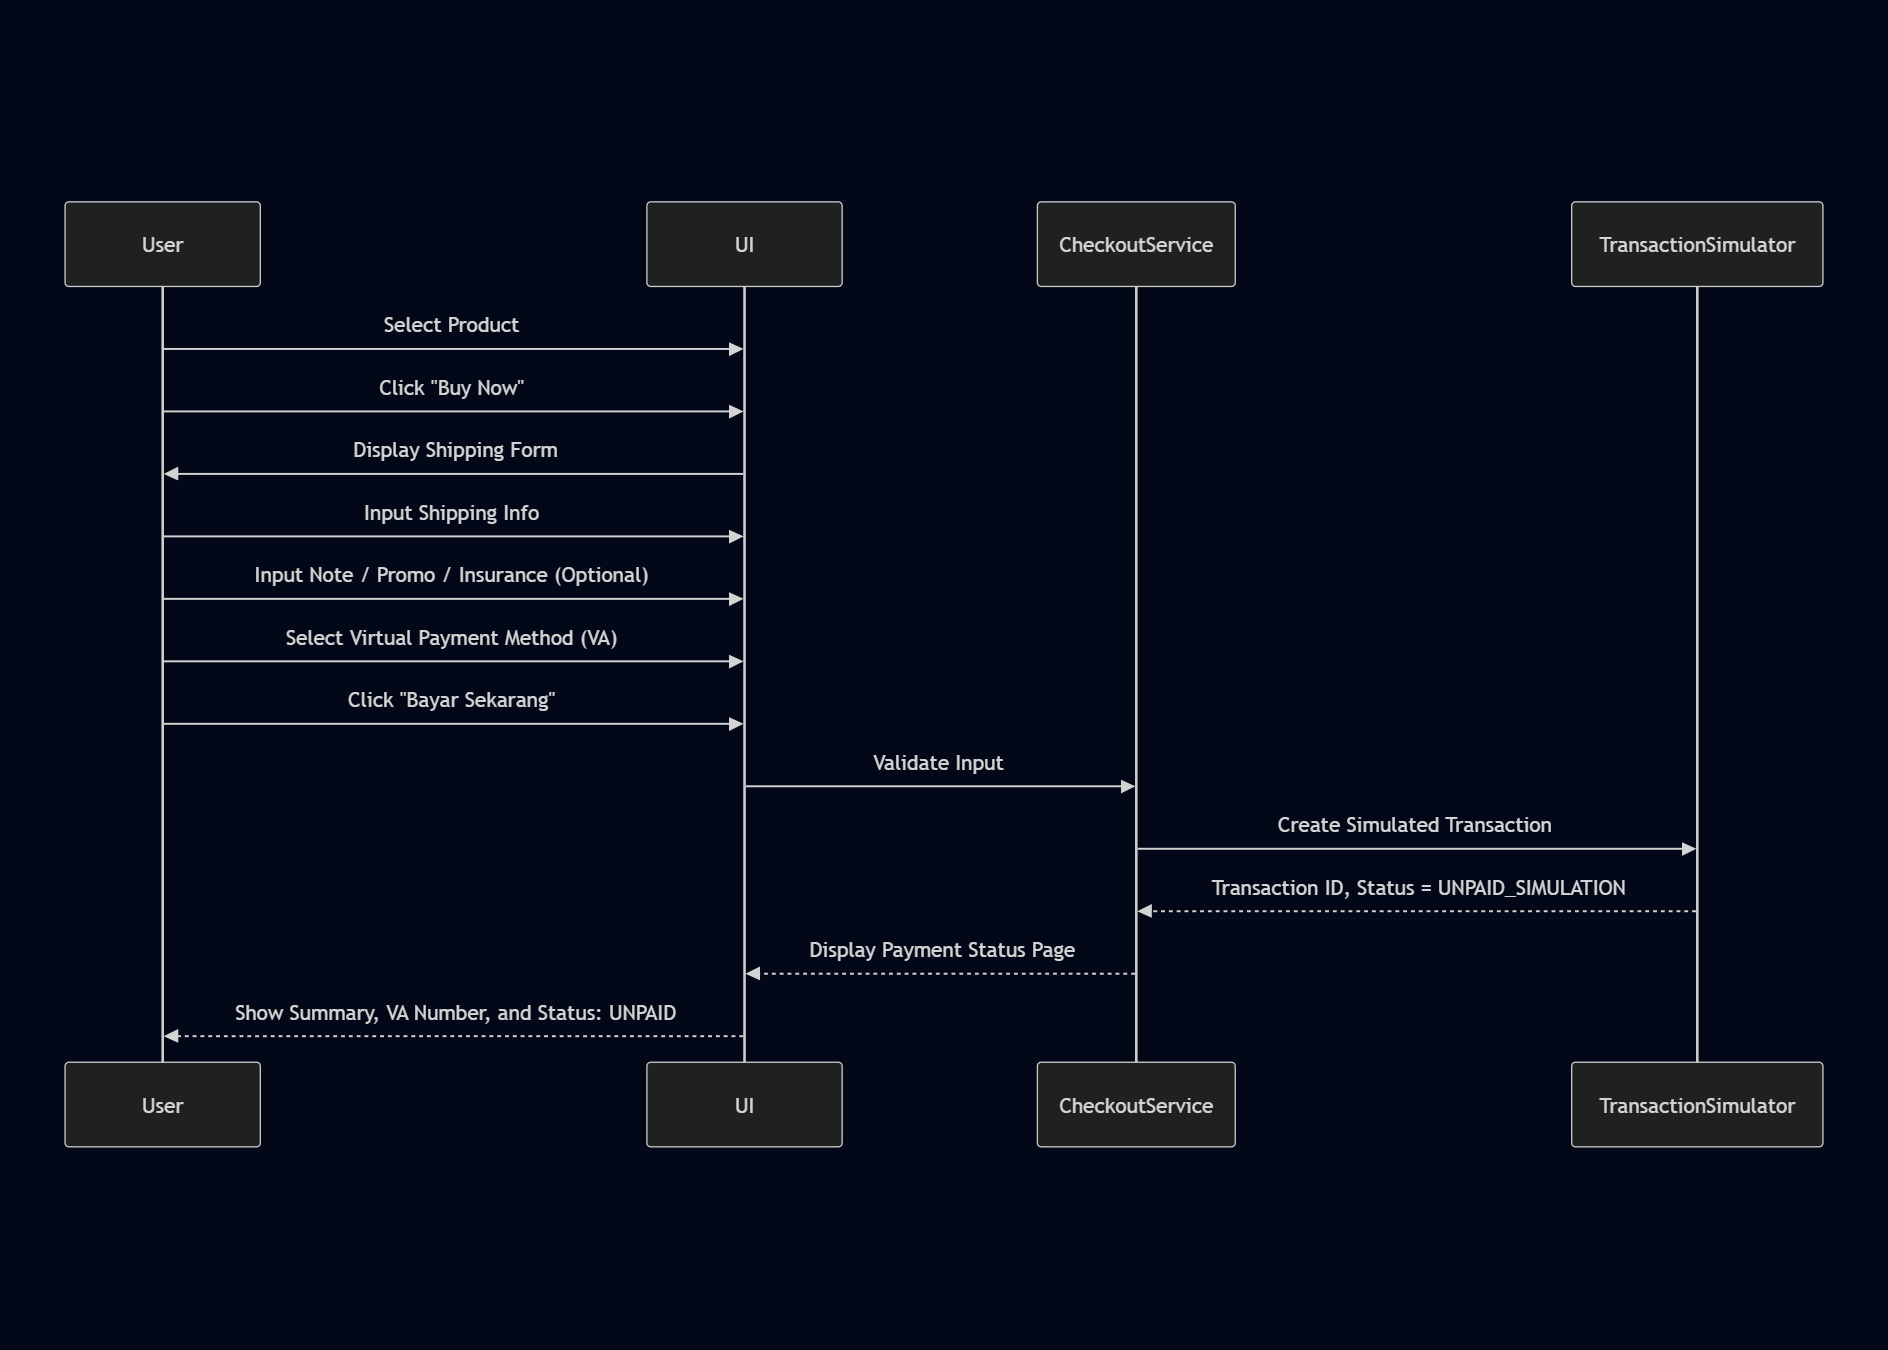 User
UI
CheckoutService
TransactionSimulator
Select Product
Click "Buy Now"
Display Shipping Form
Input Shipping Info
Input Note / Promo / Insurance (Optional)
Select Virtual Payment Method (VA)
Click "Bayar Sekarang"
Validate Input
Create Simulated Transaction
Transaction ID, Status = UNPAID_SIMULATION
Display Payment Status Page
Show Summary, VA Number, and Status: UNPAID
User
UI
CheckoutService
TransactionSimulator